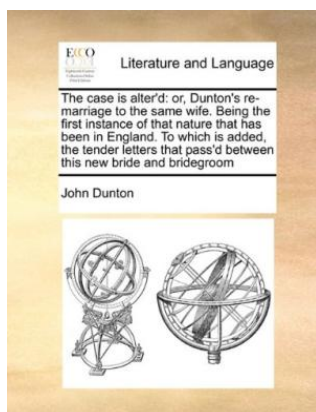 ECCO
Literature and Language
The case is alter'd: or, Dunton's re-
marriage to the same wife. Being the
first instance of that nature that has
been in England. To which is added,
the tender letters that pass'd between
this new bride and bridegroom
John Dunton